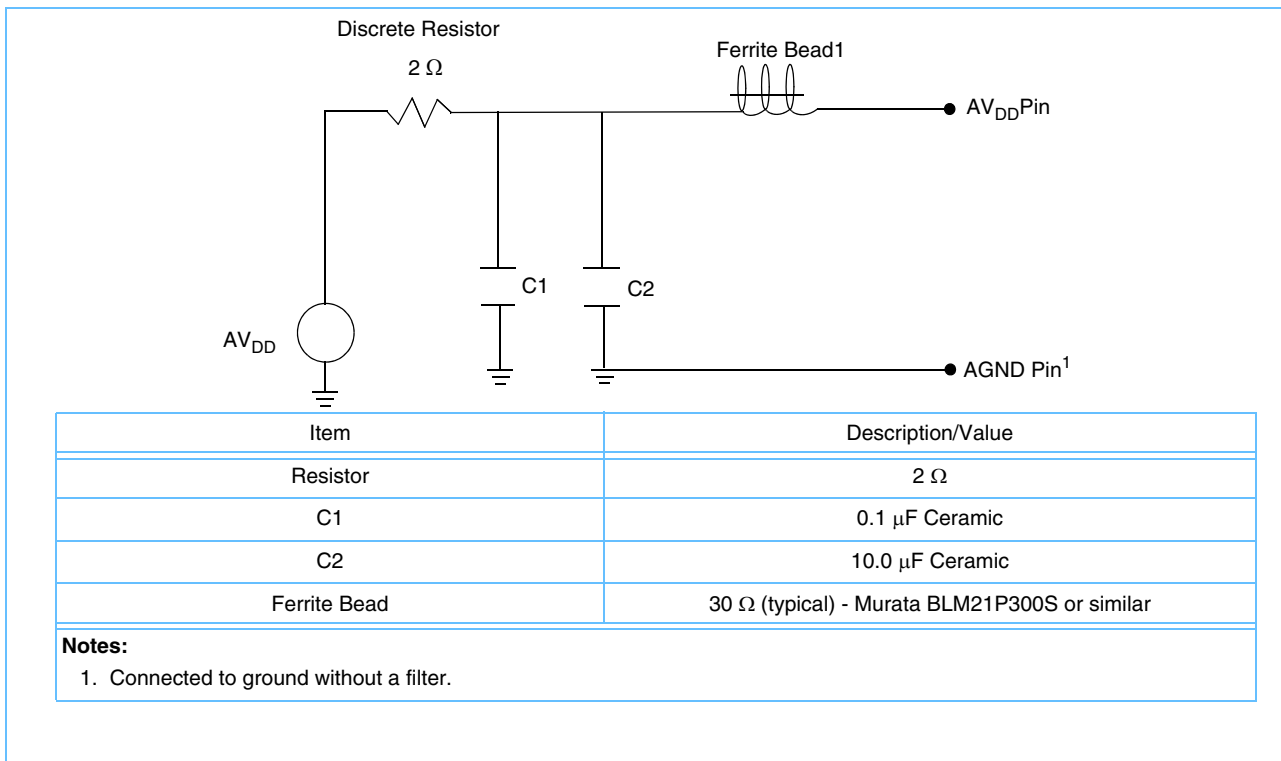 Discrete Resistor
2 Ω
Ferrite Bead1
AVDDPin
C1
C2
AVDD
AGND Pin1
Item Description/Value
Resistor 2 Ω
C1 0.1 μF Ceramic
C2 10.0 μF Ceramic
Ferrite Bead 30 Ω (typical) - Murata BLM21P300S or similar
Notes:
1. Connected to ground without a filter.